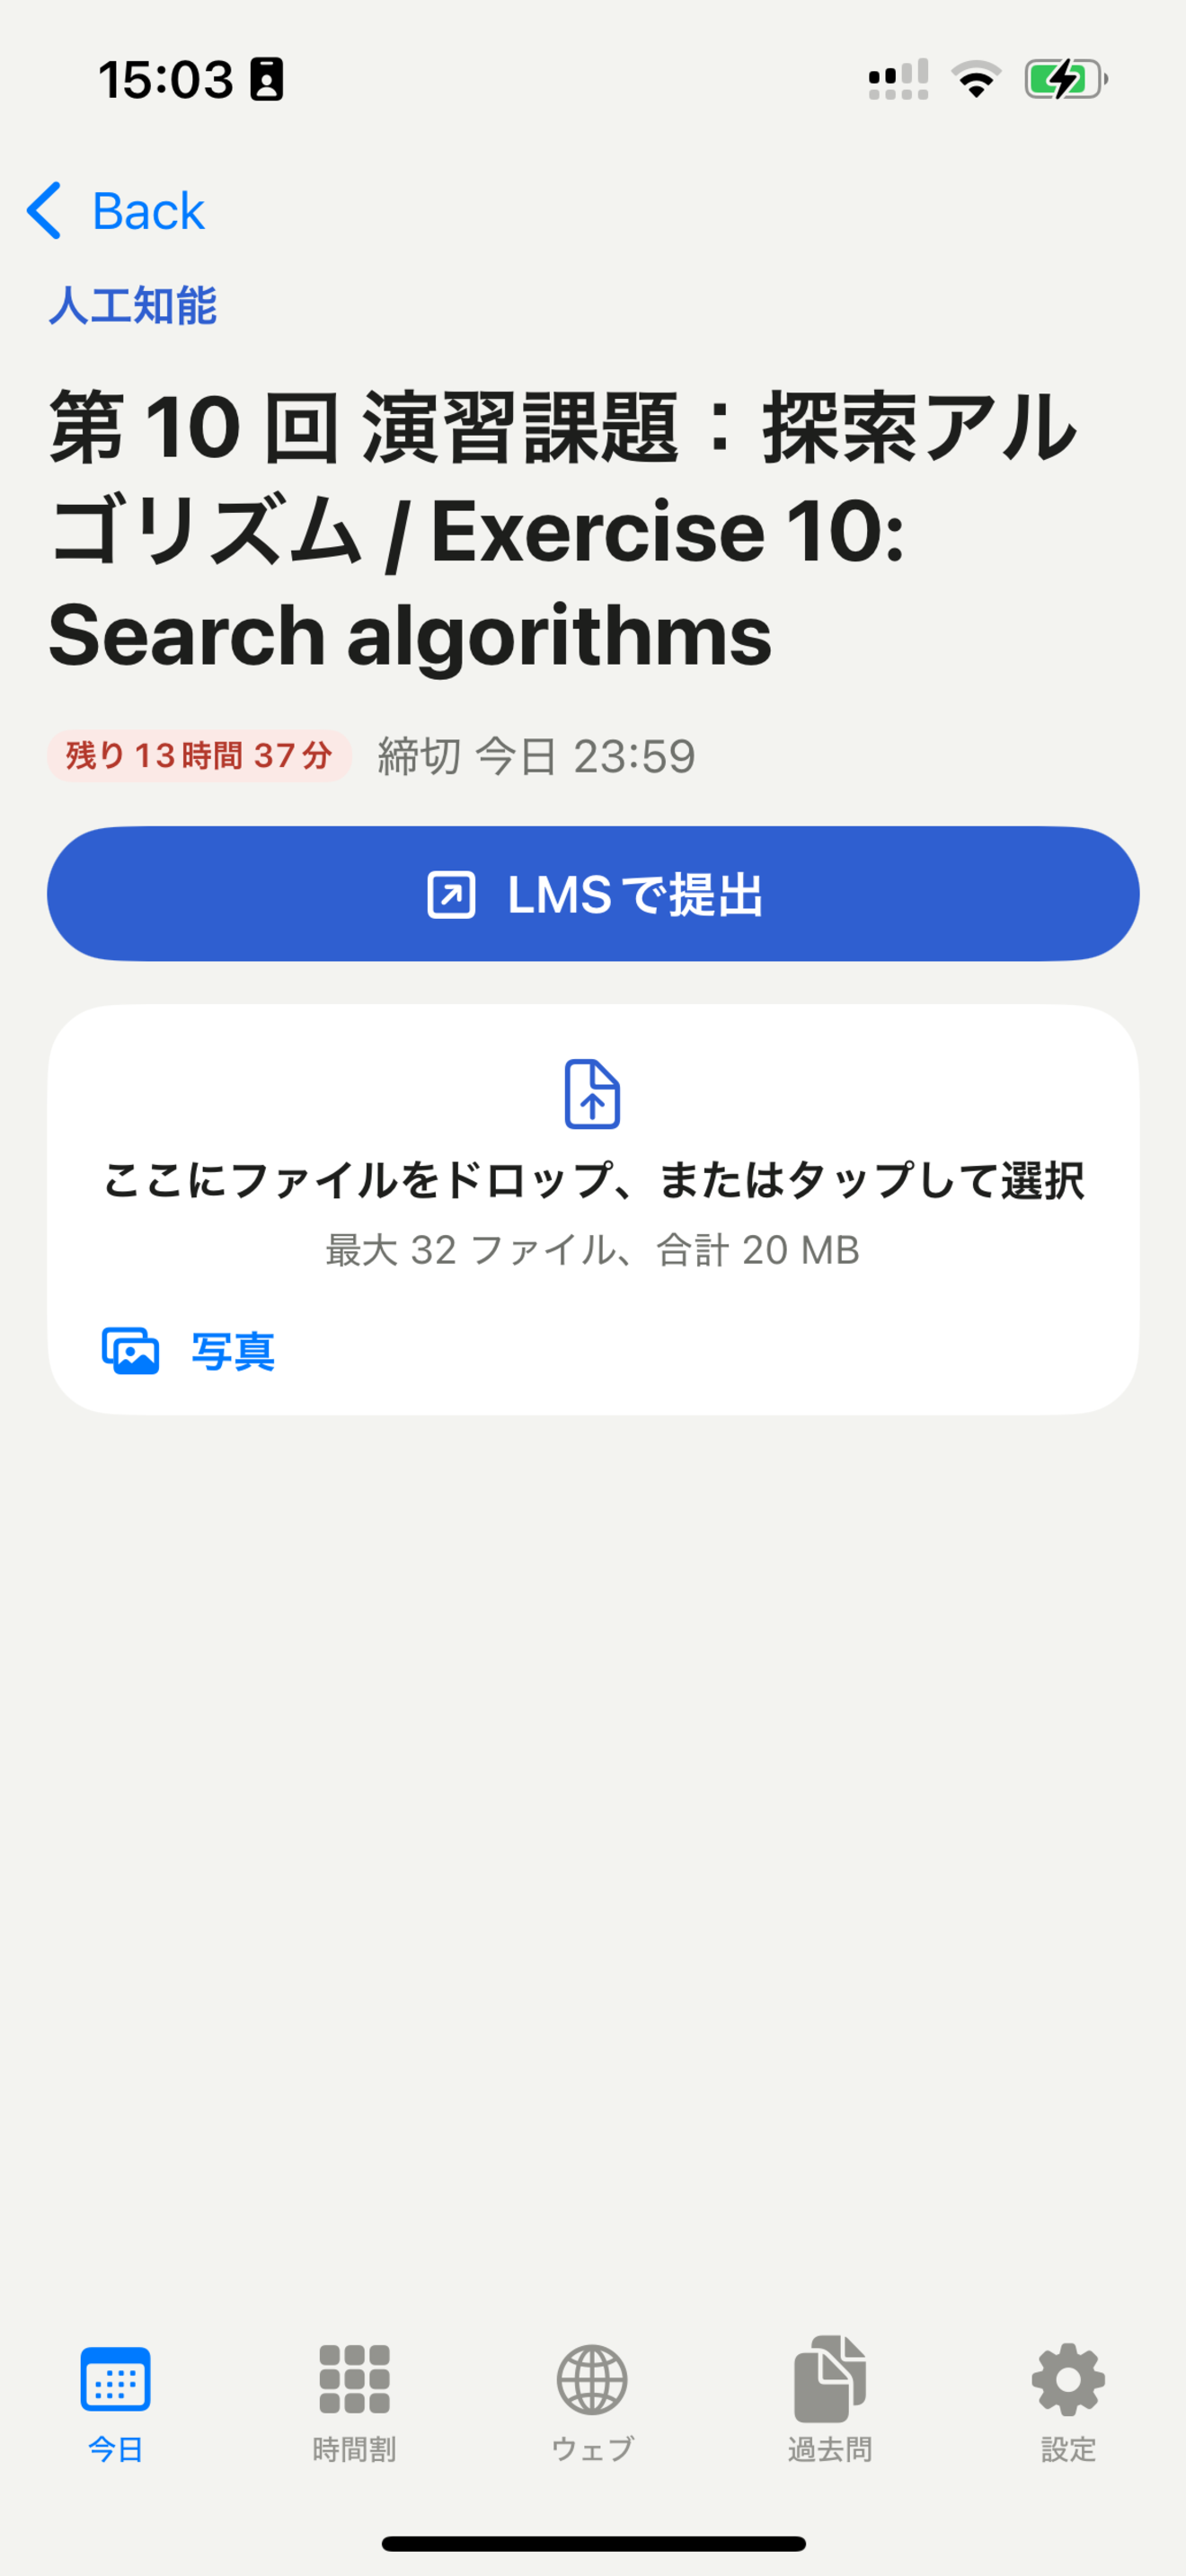 15:03
Back
人工知能
第 10 回 演習課題：探索アル
ゴリズム / Exercise 10:
Search algorithms
残り 13 時間 37 分 締切 今日 23:59
LMSで提出
ここにファイルをドロップ、またはタップして選択
最大 32 ファイル、合計 20 MB
写真
今日 時間割 ウェブ 過去問 設定